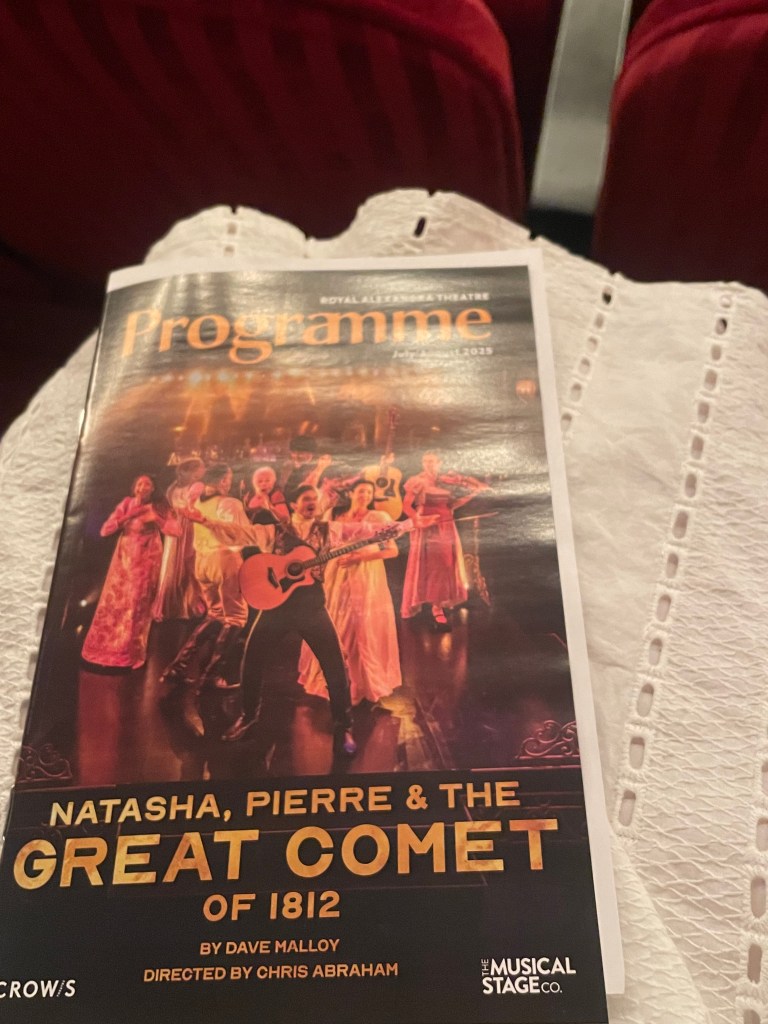 ROYAL ALEXANDRA THEATRE
Programme
July August 2025
NATASHA, PIERRE & THE
GREAT COMET
OF 1812
BY DAVE MALLOY
DIRECTED BY CHRIS ABRAHAM
CROW/S
THE MUSICAL
STAGE CO.